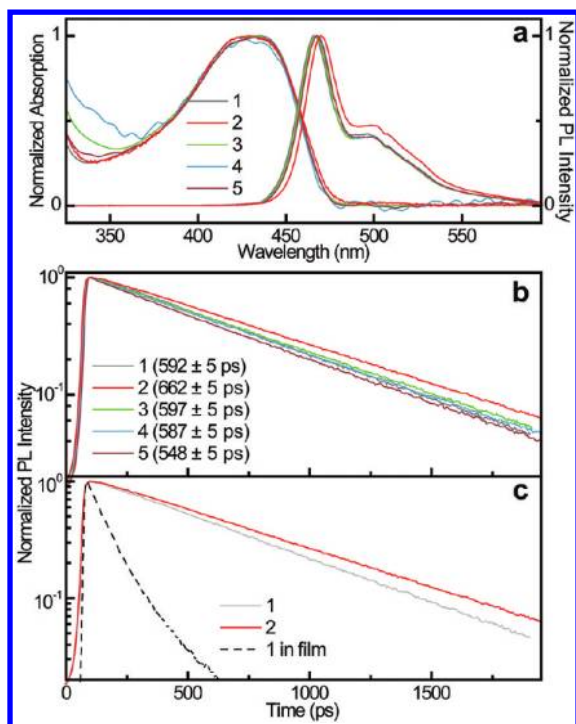 a
Normalized Absorption
Normalized PL Intensity
1
0
1
0
1
2
3
4
5
350 400 450 500 550
Wavelength (nm)
b
Normalized PL Intensity
10^0
10^-1
1 (592 ± 5 ps)
2 (662 ± 5 ps)
3 (597 ± 5 ps)
4 (587 ± 5 ps)
5 (548 ± 5 ps)
c
10^0
10^-1
1
2
1 in film
0 500 1000 1500
Time (ps)